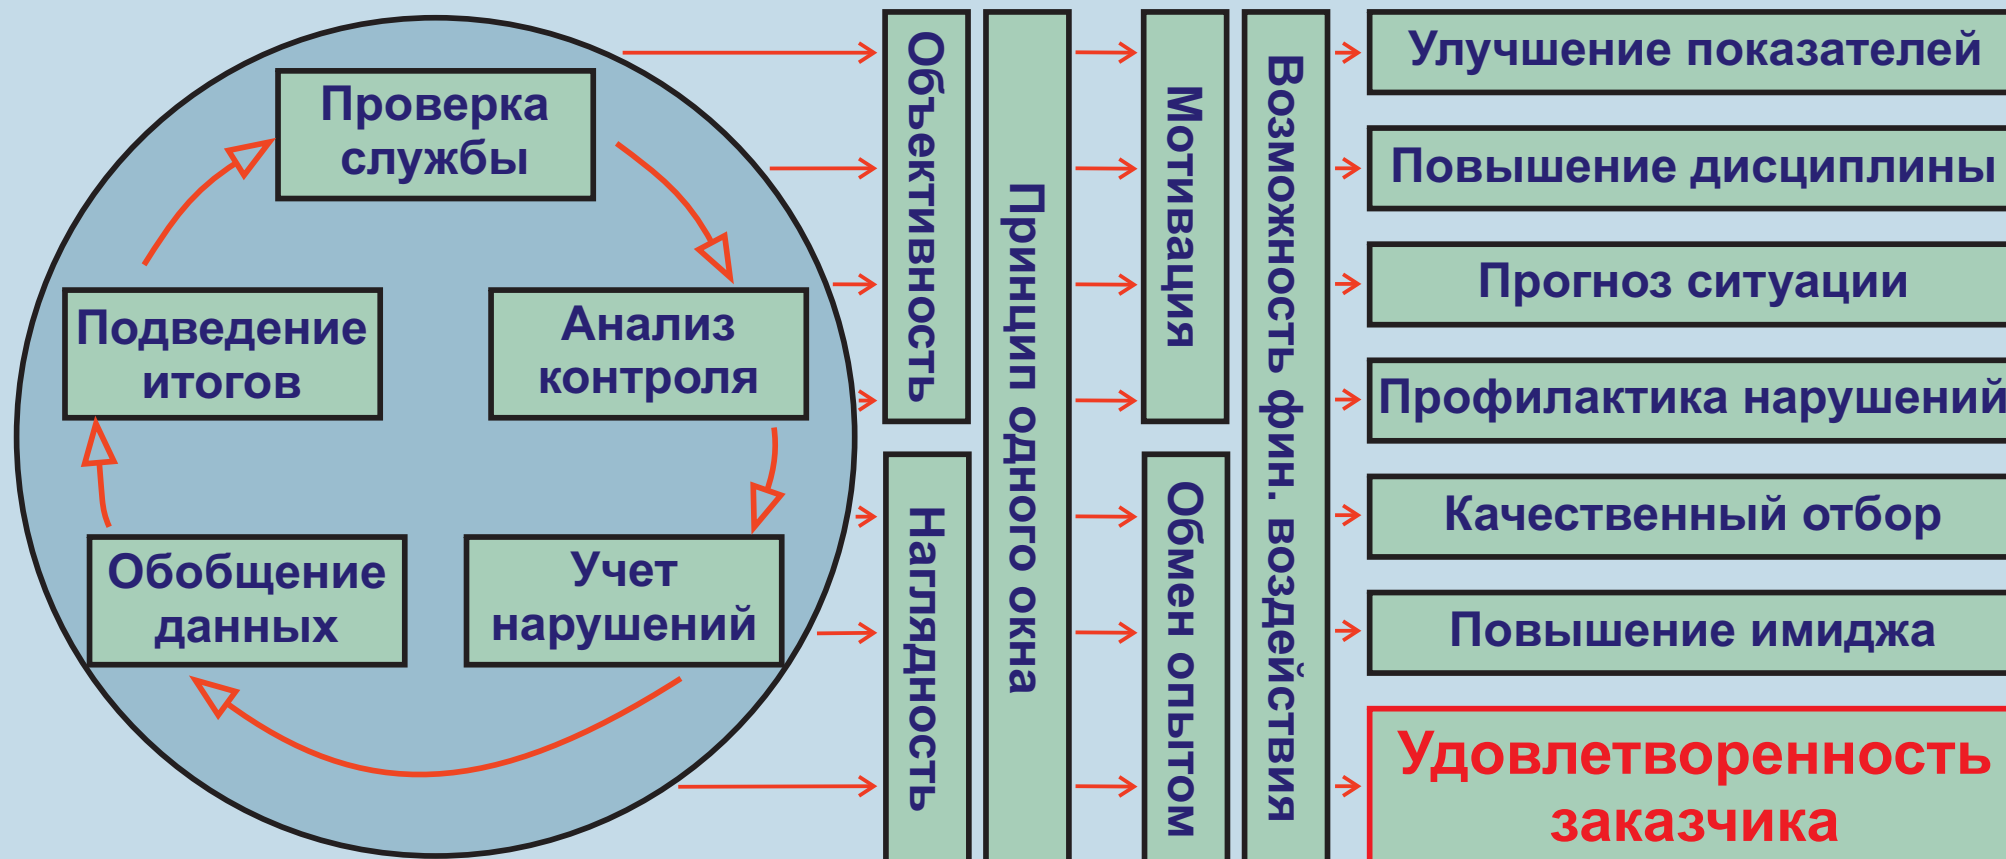 Проверка
службы
Анализ
контроля
Учет
нарушений
Обобщение
данных
Подведение
итогов
Объективность
Наглядность
Принцип одного окна
Мотивация
Обмен опытом
Возможность фин. воздействия
Улучшение показателей
Повышение дисциплины
Прогноз ситуации
Профилактика нарушений
Качественный отбор
Повышение имиджа
Удовлетворенность
заказчика